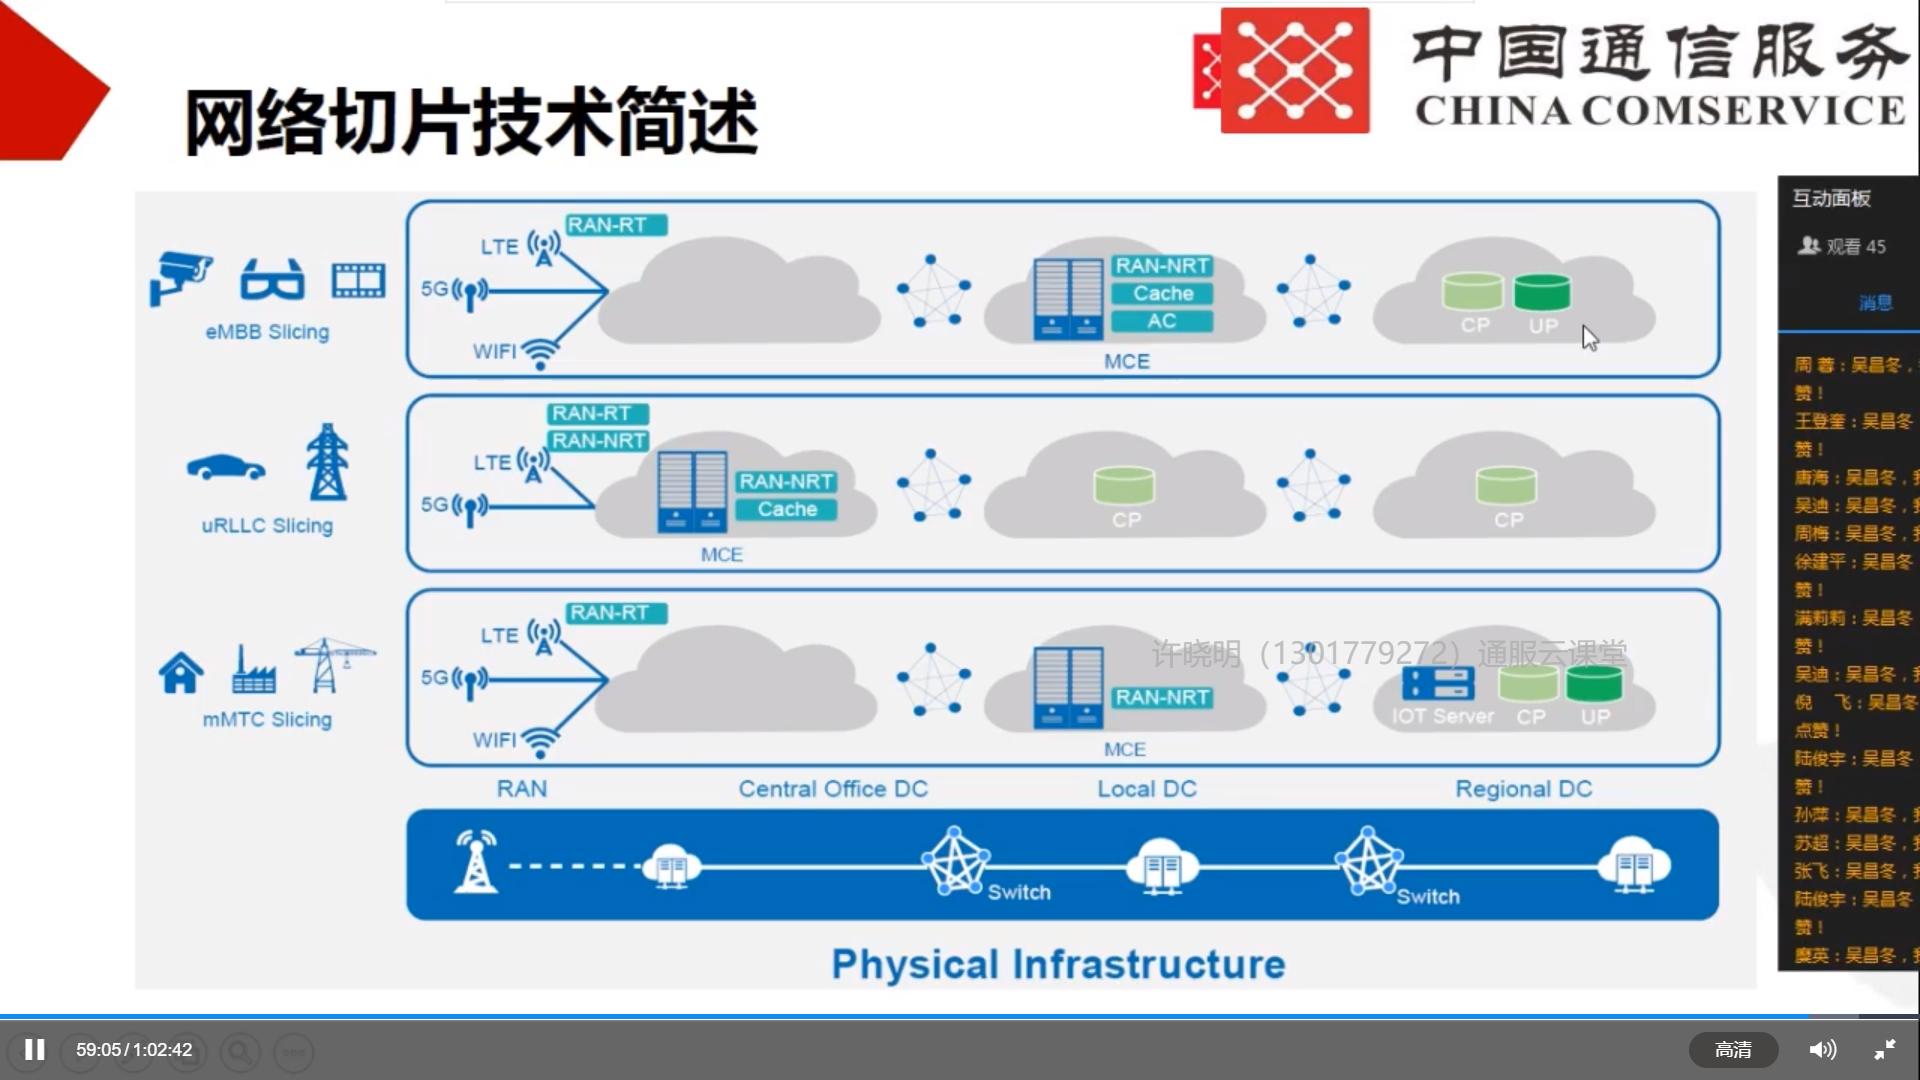 中国通信服务
CHINA COMSERVICE
网络切片技术简述
互动面板
观看 45
消息
周 蓉：吴昌冬，
赞！
王登奎：吴昌冬
赞！
唐海：吴昌冬，我
吴迪：吴昌冬，我
周梅：吴昌冬，我
徐建平：吴昌冬
赞！
满莉莉：吴昌冬
赞！
吴迪：吴昌冬，我
倪 飞：吴昌冬
点赞！
陆俊宇：吴昌冬
赞！
孙萍：吴昌冬，我
苏超：吴昌冬，我
张飞：吴昌冬，我
陆俊宇：吴昌冬
赞！
糜英：吴昌冬，我
eMBB Slicing
LTE
RAN-RT
5G
WIFI
RAN-NRT
Cache
AC
MCE
CP
UP
uRLLC Slicing
RAN-RT
RAN-NRT
LTE
5G
RAN-NRT
Cache
MCE
CP
CP
mMTC Slicing
RAN-RT
LTE
5G
WIFI
RAN-NRT
MCE
许晓明（1301779272）通服云课堂
IOT Server
CP
UP
RAN
Central Office DC
Local DC
Regional DC
Switch
Switch
Physical Infrastructure
59:05/1:02:42
高清